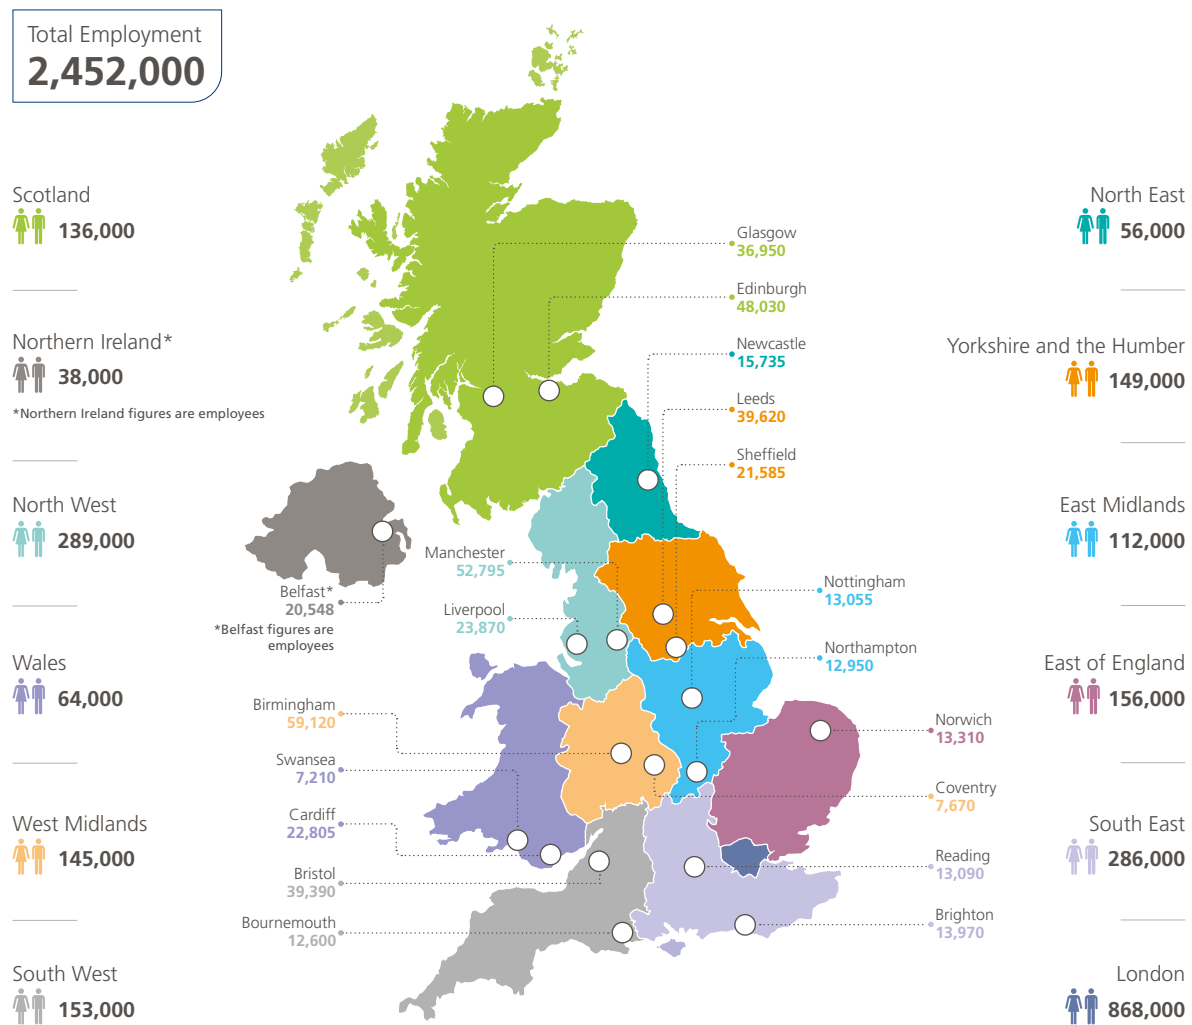 Total Employment
2,452,000
Scotland
136,000
Northern Ireland*
38,000
*Northern Ireland figures are employees
North West
289,000
Wales
64,000
West Midlands
145,000
South West
153,000
Glasgow
36,950
Edinburgh
48,030
Newcastle
15,735
Leeds
39,620
Sheffield
21,585
Manchester
52,795
Liverpool
23,870
Belfast*
20,548
*Belfast figures are
employees
Birmingham
59,120
Swansea
7,210
Cardiff
22,805
Bristol
39,390
Bournemouth
12,600
Nottingham
13,055
Northampton
12,950
Norwich
13,310
Coventry
7,670
Reading
13,090
Brighton
13,970
North East
56,000
Yorkshire and the Humber
149,000
East Midlands
112,000
East of England
156,000
South East
286,000
London
868,000